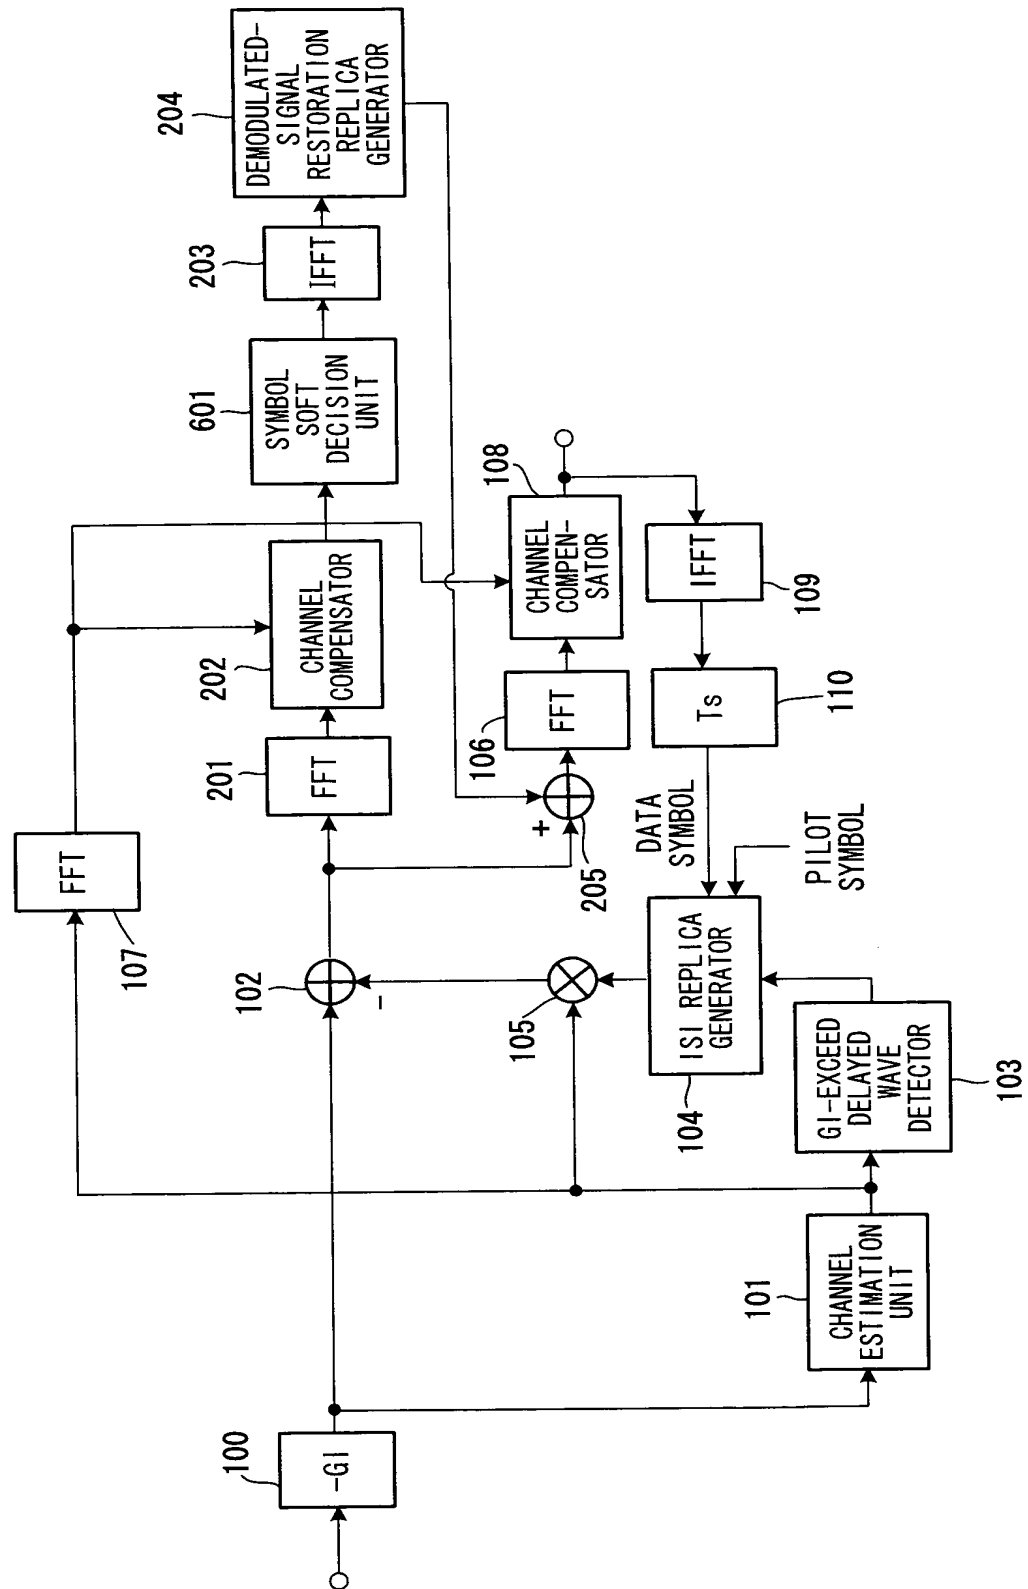 100
-GI
101
CHANNEL
ESTIMATION
UNIT
107
FFT
102
-
105
104
ISI REPLICA
GENERATOR
GI-EXCEED
DELAYED
WAVE
DETECTOR
103
201
FFT
202
CHANNEL
COMPENSATOR
601
SYMBOL
SOFT
DECISION
UNIT
203
IFFT
204
DEMODULATED-
SIGNAL
RESTORATION
REPLICA
GENERATOR
+
205
106
FFT
108
CHANNEL
COMPEN-
SATOR
IFFT
109
Ts
110
DATA
SYMBOL
PILOT
SYMBOL